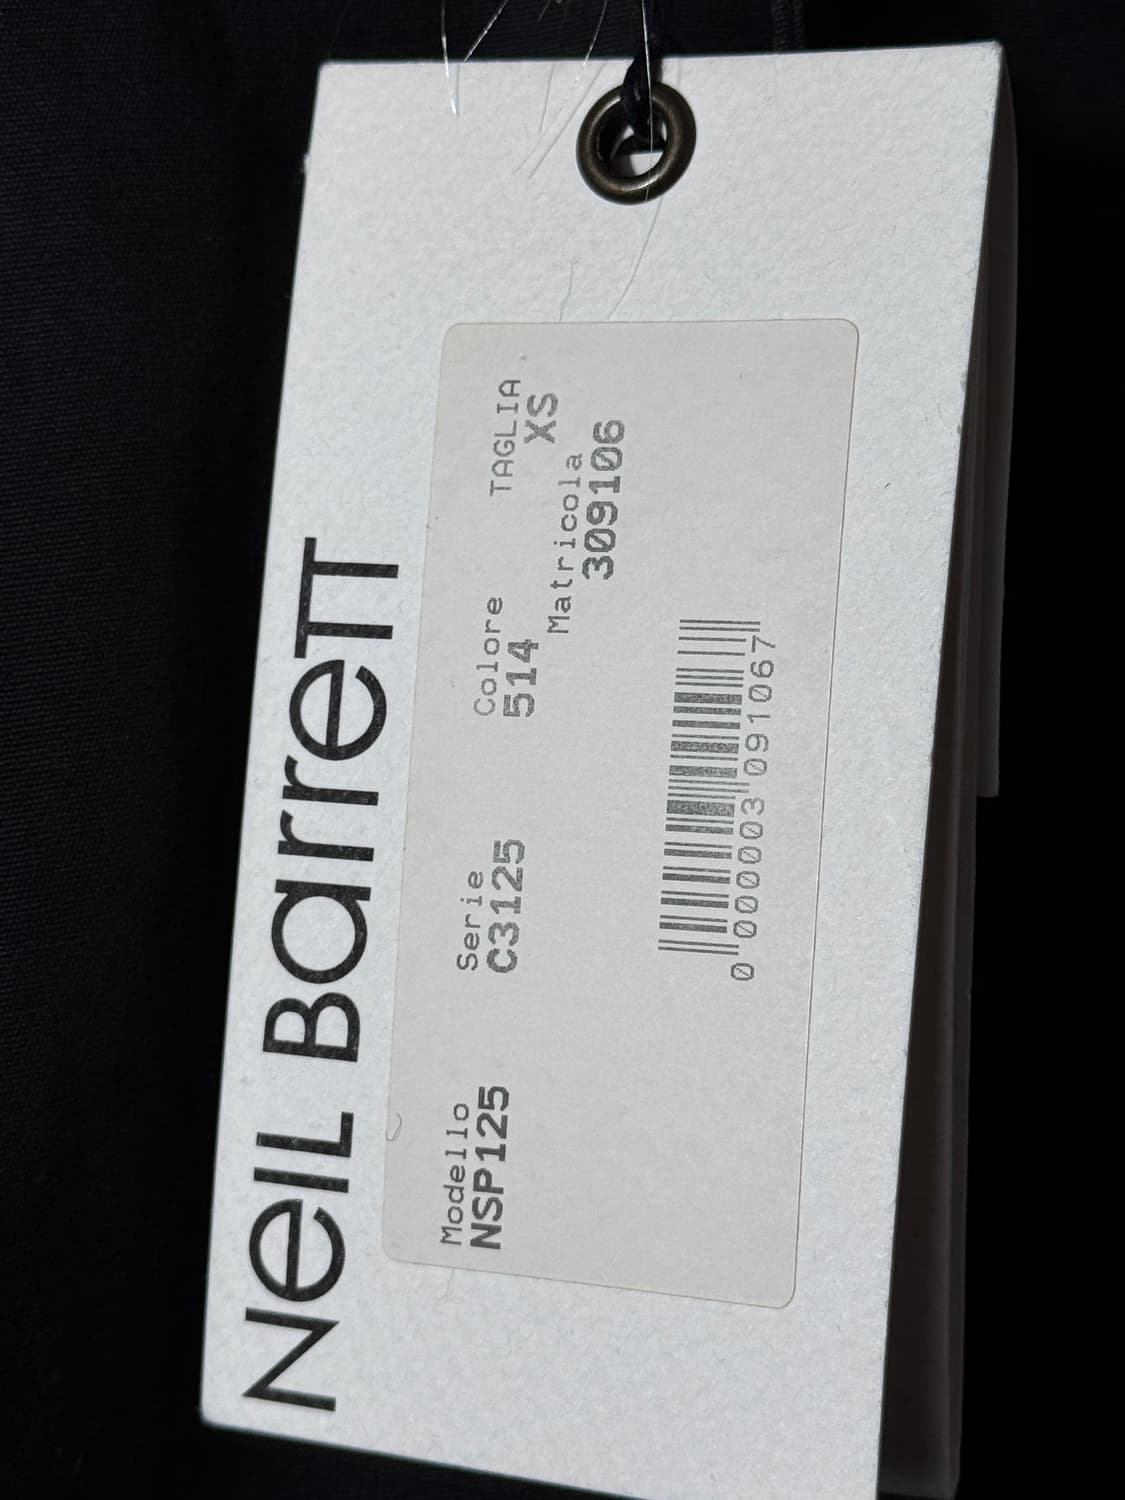 NeIL BarreTT
Modello Serie Colore TAGLIA
NSP125 C3125 514 XS
Matricola
309106
0 000003 091067